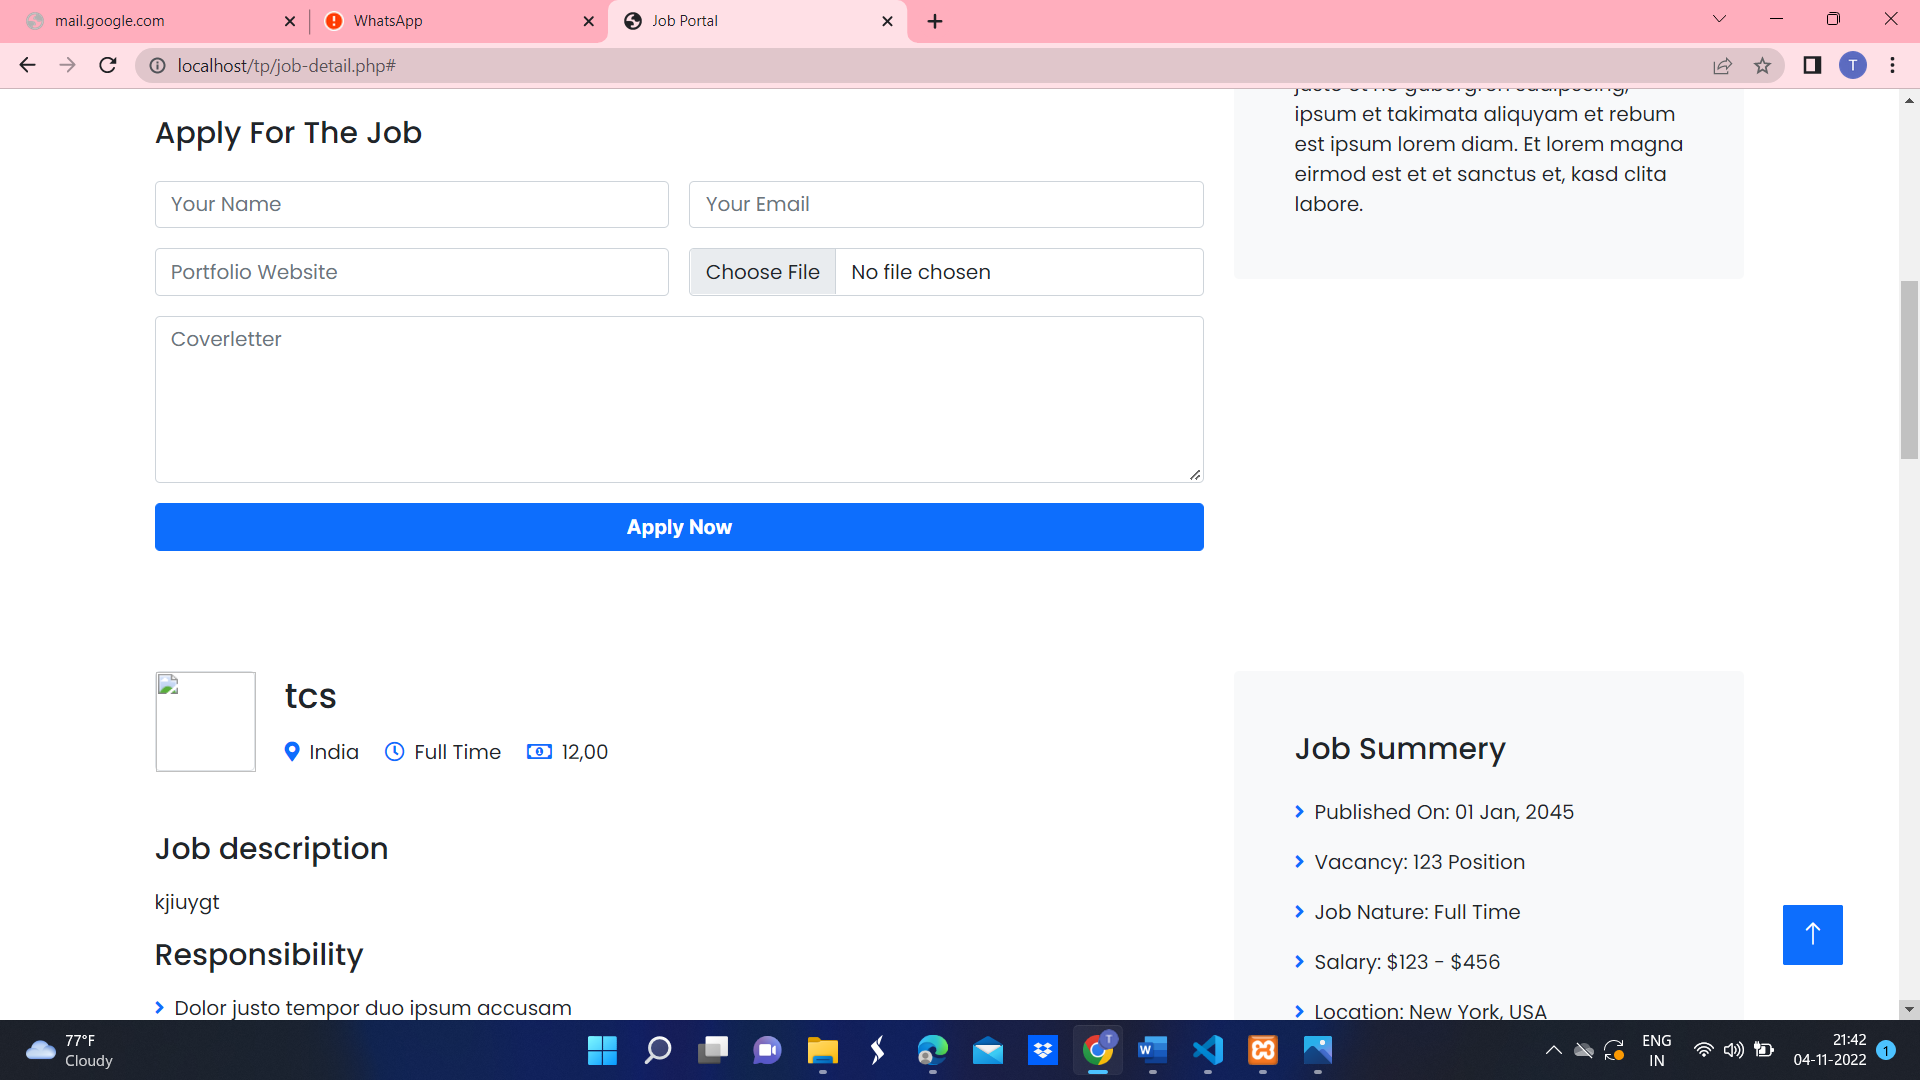 mail.google.com
WhatsApp
Job Portal
localhost/tp/job-detail.php#
T
Apply For The Job
Your Name
Your Email
Portfolio Website
Choose File
No file chosen
Coverletter
Apply Now
ipsum et takimata aliquyam et rebum
est ipsum lorem diam. Et lorem magna
eirmod est et et sanctus et, kasd clita
labore.
tcs
India
Full Time
12,00
Job description
kjiuygt
Responsibility
Dolor justo tempor duo ipsum accusam
Job Summery
Published On: 01 Jan, 2045
Vacancy: 123 Position
Job Nature: Full Time
Salary: $123 - $456
Location: New York, USA
77°F
Cloudy
T
W
ENG
IN
21:42
04-11-2022
1